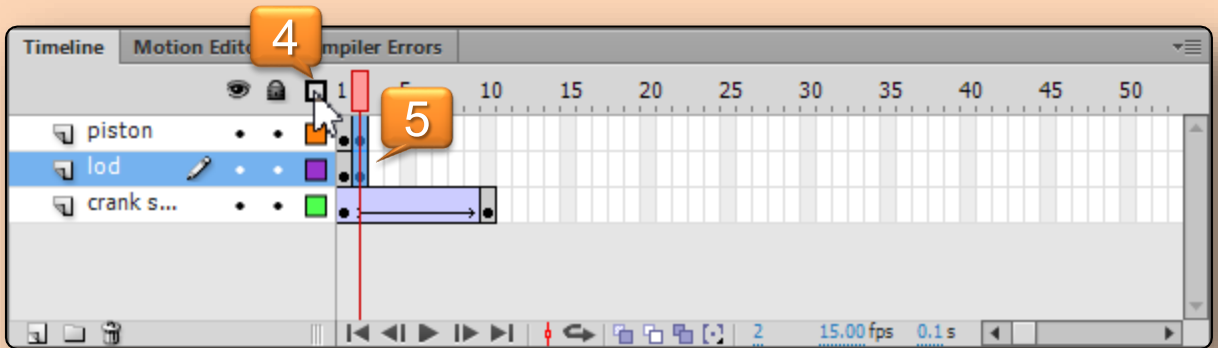 Timeline Motion Edito 4 mpiler Errors
1 5 10 15 20 25 30 35 40 45 50
piston 5
lod
crank s...
2 15.00 fps 0.1 s